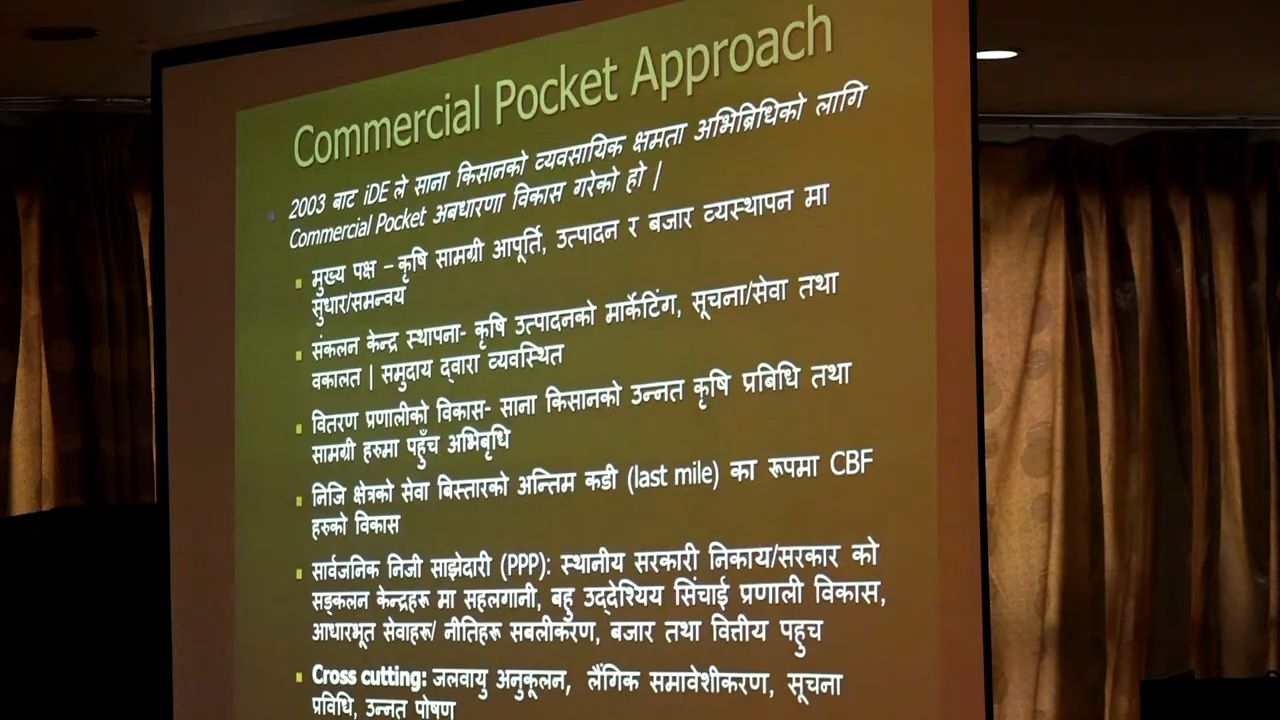 Commercial Pocket Approach
2003 बाट iDE ले साना किसानको व्यवसायिक क्षमता अभिब्रिधिको लागि
Commercial Pocket अबधारणा विकास गरेको हो |
मुख्य पक्ष – कृषि सामग्री आपूर्ति, उत्पादन र बजार व्यस्थापन मा
सुँधार/समन्वय
संकलन केन्द्र स्थापना- कृषि उत्पादनको मार्केटिंग, सूचना/सेवा तथा
वकालत | समुदाय द्वारा व्यवस्थित
वितरण प्रणालीको विकास- साना किसानको उन्नत कृषि प्रबिधि तथा
सामग्री हरुमा पहुँच अभिबृधि
निजि क्षेत्रको सेवा बिस्तारको अन्तिम कडी (last mile) का रूपमा CBF
हरुको विकास
सार्वजनिक निजी साझेदारी (PPP): स्थानीय सरकारी निकाय/सरकार को
सङ्कलन केन्द्रहरू मा सहलगानी, बहु उद्देश्यिय सिंचाई प्रणाली विकास,
आधारभूत सेवाहरू/ नीतिहरू सबलीकरण, बजार तथा वित्तीय पहुच
Cross cutting: जलवायु अनुकूलन, लैंगिक समावेशीकरण, सूचना
प्रविधि, उन्नत पोषण